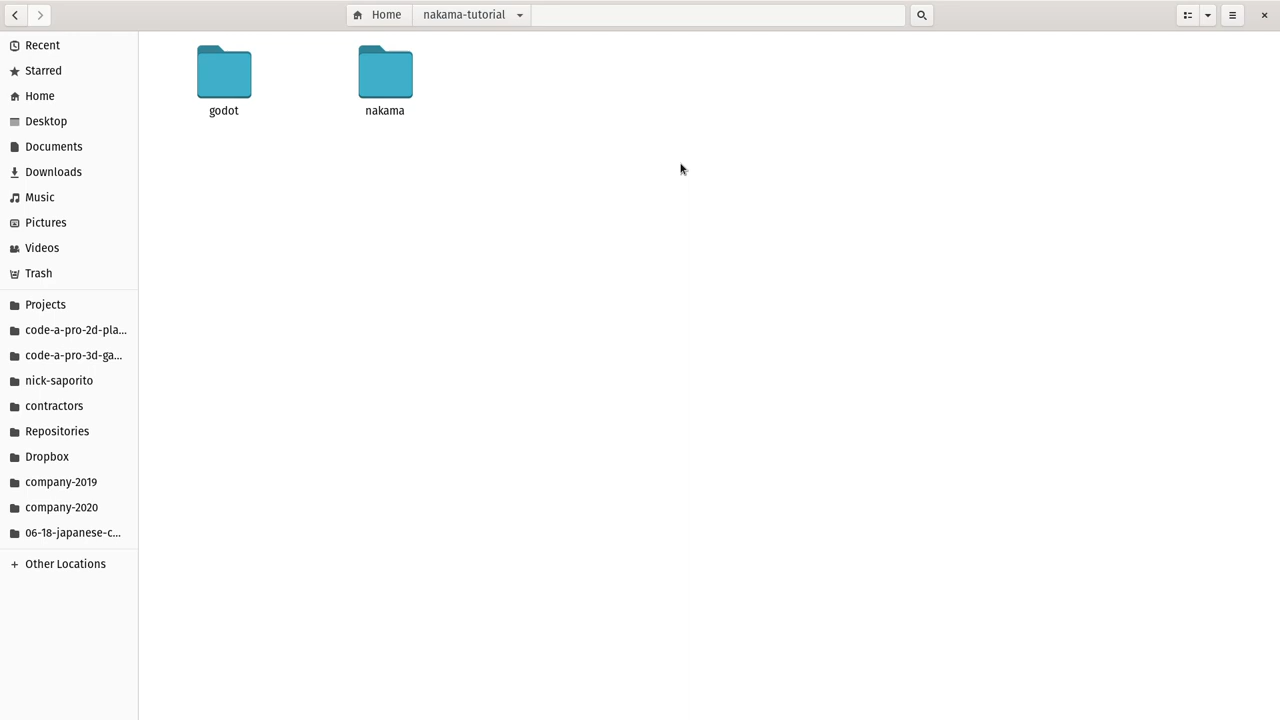 Home
nakama-tutorial
Recent
Starred
Home
Desktop
Documents
Downloads
Music
Pictures
Videos
Trash
Projects
code-a-pro-2d-pla...
code-a-pro-3d-ga...
nick-saporito
contractors
Repositories
Dropbox
company-2019
company-2020
06-18-japanese-c...
Other Locations
godot
nakama